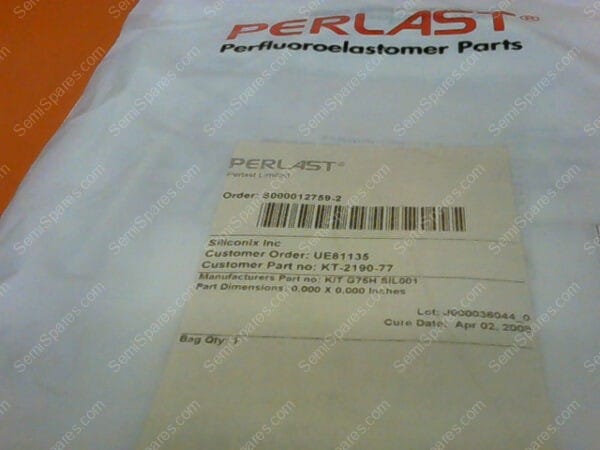 PERLAST®
Perfluoroelastomer Parts
PERLAST®
Perlast Limited
Order: S000012759-2
Siliconix Inc
Customer Order: UE81135
Customer Part no: KT-2190-77
Manufacturers Part no: KIT G75H SIL001
Part Dimensions: 0.000 X 0.000 Inches
Lot: J000036044_0
Cure Date: Apr 02, 2008
Bag Qty: 1
SemiSpares.com